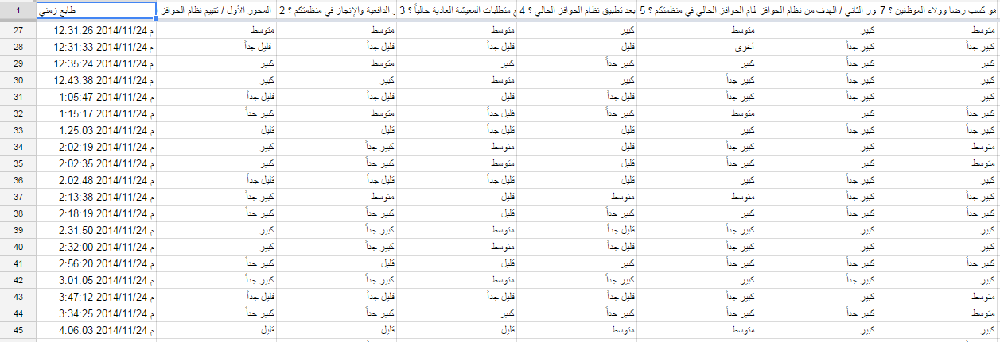 1 طابع زمني المحور الأول / تقييم نظام الحوافز الدافعية والإنجاز في منظمتكم ؟ 2 متطلبات المعيشة العادية حالياً ؟ 3 بعد تطبيق نظام الحوافز الحالي ؟ 4 الحوافز الحالي في منظمتكم ؟ 5 الثاني / الهدف من نظام الحوافز هو كسب رضا وولاء الموظفين ؟ 7
27 12:31:26 2014/11/24 م متوسط متوسط متوسط كبير متوسط كبير متوسط
28 12:31:33 2014/11/24 م قليل جداً قليل جداً قليل جداً قليل أخرى كبير جداً كبير جداً
29 12:35:24 2014/11/24 م كبير متوسط كبير كبير جداً كبير كبير جداً كبير
30 12:43:38 2014/11/24 م كبير كبير متوسط كبير كبير جداً كبير جداً كبير
31 1:05:47 2014/11/24 م قليل جداً قليل جداً قليل قليل جداً كبير جداً كبير جداً كبير
32 1:15:17 2014/11/24 م كبير جداً متوسط قليل جداً كبير جداً متوسط كبير كبير جداً
33 1:25:03 2014/11/24 م قليل قليل قليل جداً قليل كبير كبير جداً كبير جداً
34 2:02:19 2014/11/24 م كبير كبير جداً متوسط قليل كبير جداً كبير متوسط
35 2:02:35 2014/11/24 م كبير كبير جداً متوسط قليل كبير جداً كبير متوسط
36 2:02:48 2014/11/24 م قليل جداً قليل جداً قليل جداً قليل كبير كبير جداً كبير
37 2:13:38 2014/11/24 م كبير جداً متوسط قليل متوسط متوسط كبير جداً كبير جداً
38 2:18:19 2014/11/24 م كبير جداً كبير جداً قليل كبير جداً كبير كبير جداً كبير جداً
39 2:31:50 2014/11/24 م كبير كبير جداً متوسط قليل جداً كبير جداً كبير كبير
40 2:32:00 2014/11/24 م كبير كبير جداً متوسط قليل جداً كبير جداً كبير كبير
41 2:56:20 2014/11/24 م كبير جداً قليل قليل كبير كبير جداً كبير جداً كبير جداً
42 3:01:05 2014/11/24 م كبير جداً كبير جداً متوسط كبير جداً كبير كبير جداً كبير
43 3:47:12 2014/11/24 م قليل جداً قليل جداً قليل جداً قليل جداً كبير جداً كبير متوسط
44 3:34:25 2014/11/24 م كبير جداً كبير جداً كبير كبير جداً كبير جداً كبير جداً متوسط
45 4:06:03 2014/11/24 م قليل قليل قليل متوسط متوسط كبير كبير